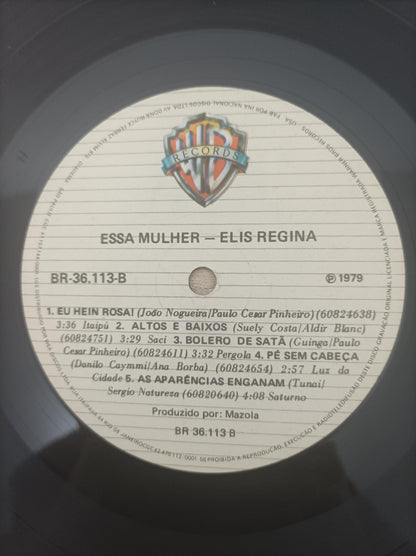 WB
RECORDS
ESSA MULHER – ELIS REGINA
BR-36.113-B
℗ 1979
1. EU HEIN ROSA! (João Nogueira/Paulo Cesar Pinheiro) (60824638)
3:36 Itaipú 2. ALTOS E BAIXOS (Suely Costa/Aldir Blanc)
(60824751) 3:29 Saci 3. BOLERO DE SATÃ (Guinga/Paulo
Cesar Pinheiro) (60824611) 3:32 Pergola 4. PÉ SEM CABEÇA
(Danilo Caymmi/Ana Borba) (60824654) 2:57 Luz da
Cidade 5. AS APARÊNCIAS ENGANAM (Tunai/
Sergio Natureza (60820640) 4:08 Saturno
Produzido por: Mazola
BR 36.113 B